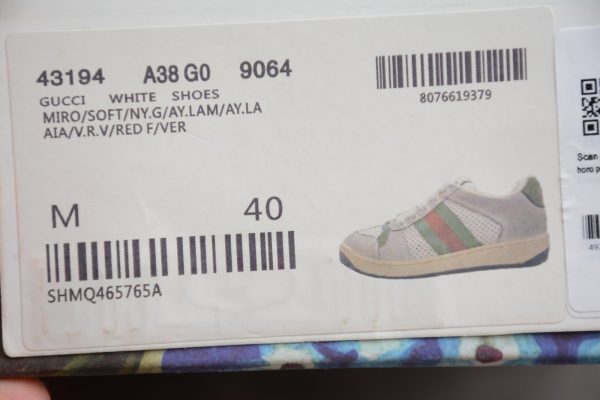 43194 A38 G0 9064
GUCCI WHITE SHOES
MIRO/SOFT/NY.G/AY.LAM/AY.LA
AIA/V.R.V/RED F/VER
8076619379
M 40
SHMQ465765A
Scan